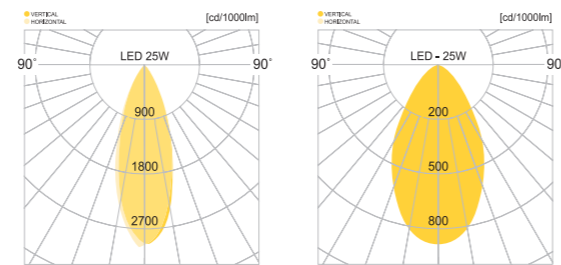 VERTICAL
HORIZONTAL
[cd/1000lm]
LED 25W
90° 90°
900
1800
2700
VERTICAL
HORIZONTAL
[cd/1000lm]
LED - 25W
90° 90
200
500
800